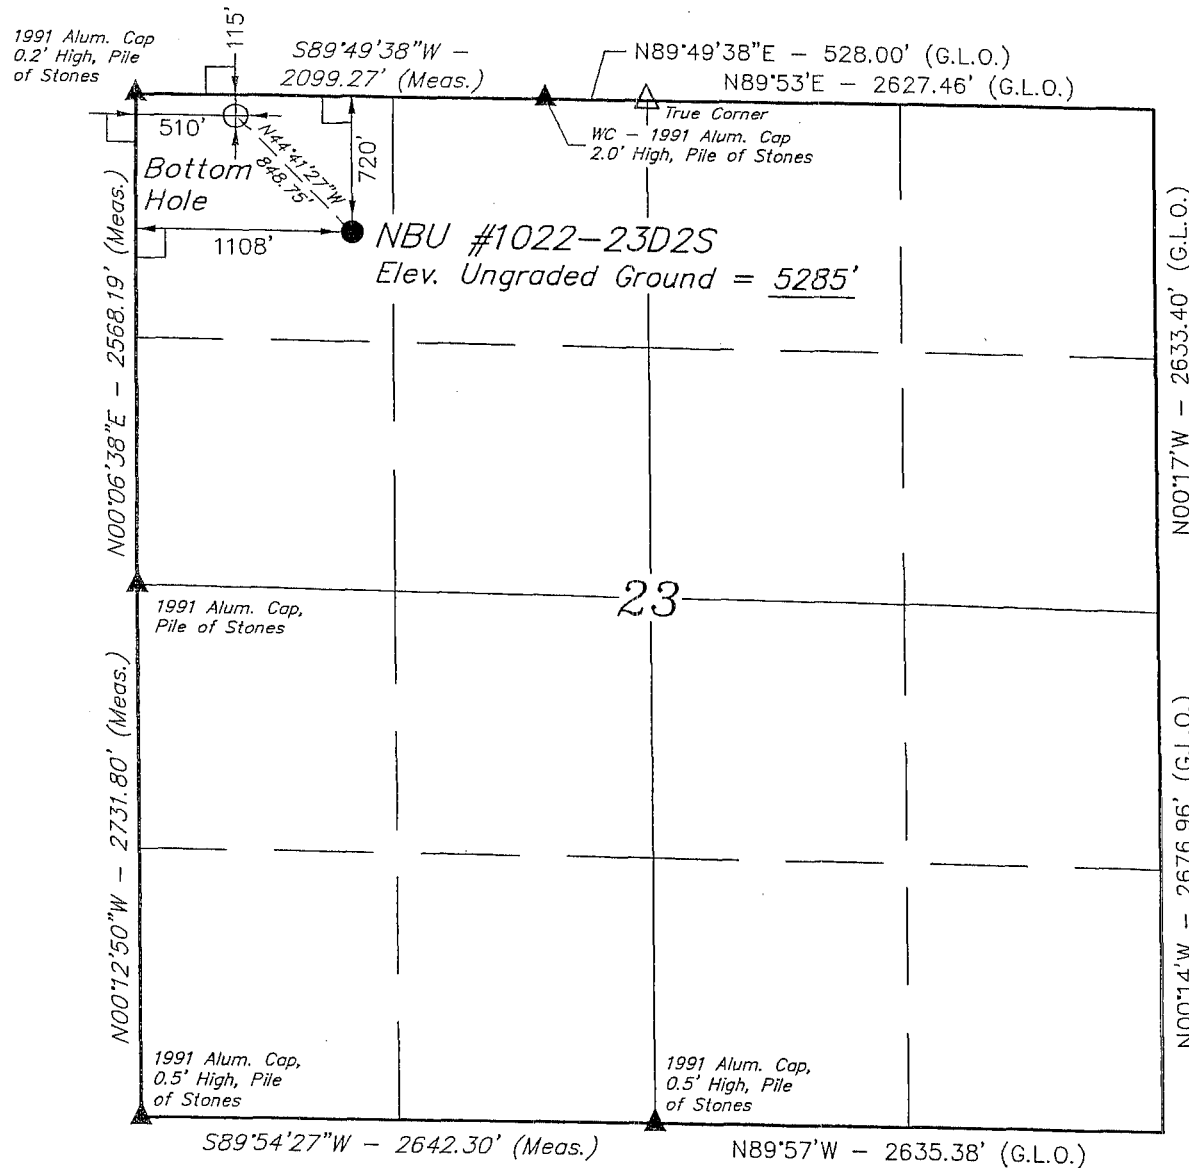 1991 Alum. Cap
0.2' High, Pile
of Stones
115'
S89°49'38"W –
2099.27' (Meas.)
N89°49'38"E – 528.00' (G.L.O.)
N89°53'E – 2627.46' (G.L.O.)
True Corner
WC – 1991 Alum. Cap
2.0' High, Pile of Stones
510'
N44°41'27"W
848.75'
720'
Bottom
Hole
1108'
NBU #1022-23D2S
Elev. Ungraded Ground = 5285'
N00°06'38"E – 2568.19' (Meas.)
N00°17'W – 2633.40' (G.L.O.)
1991 Alum. Cap,
Pile of Stones
23
N00°12'50"W – 2731.80' (Meas.)
N00°14'W – 2676.96' (G.L.O.)
1991 Alum. Cap,
0.5' High, Pile
of Stones
1991 Alum. Cap,
0.5' High, Pile
of Stones
S89°54'27"W – 2642.30' (Meas.)
N89°57'W – 2635.38' (G.L.O.)